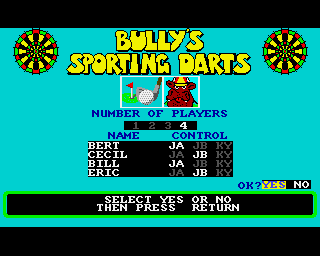 BULLY'S
SPORTING DARTS
NUMBER OF PLAYERS
1 2 3 4
NAME CONTROL
BERT JA JB KY
CECIL JA JB KY
BILL JA JB KY
ERIC JA JB KY
OK? YES NO
SELECT YES OR NO
THEN PRESS RETURN